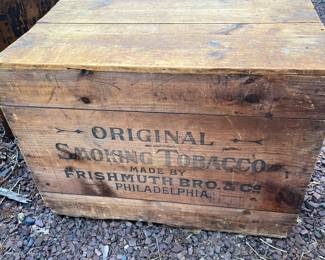 ORIGINAL
SMOKING TOBACCO
MADE BY
FRISHMUTH BRO. & CO
PHILADELPHIA